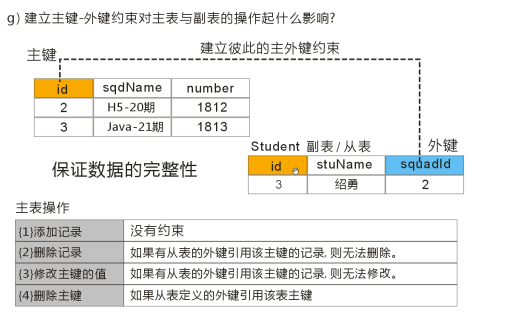 g) 建立主键-外键约束对主表与副表的操作起什么影响?
主键
建立彼此的主外键约束
id sqdName number
2 H5-20期 1812
3 Java-21期 1813
Student 副表/从表 外键
id stuName squadId
3 绍勇 2
保证数据的完整性
主表操作
{1}添加记录 没有约束
{2}删除记录 如果有从表的外键引用该主键的记录, 则无法删除。
{3}修改主键的值 如果有从表的外键引用该主键的记录, 则无法修改。
{4}删除主键 如果从表定义的外键引用该表主键